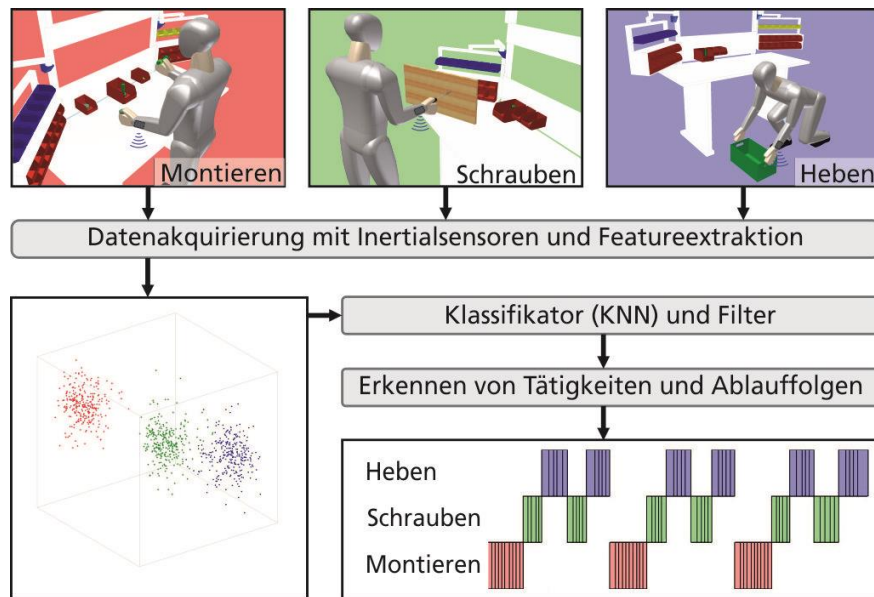 Montieren
Schrauben
Heben
Datenakquirierung mit Inertialsensoren und Featureextraktion
Klassifikator (KNN) und Filter
Erkennen von Tätigkeiten und Ablauffolgen
Heben
Schrauben
Montieren